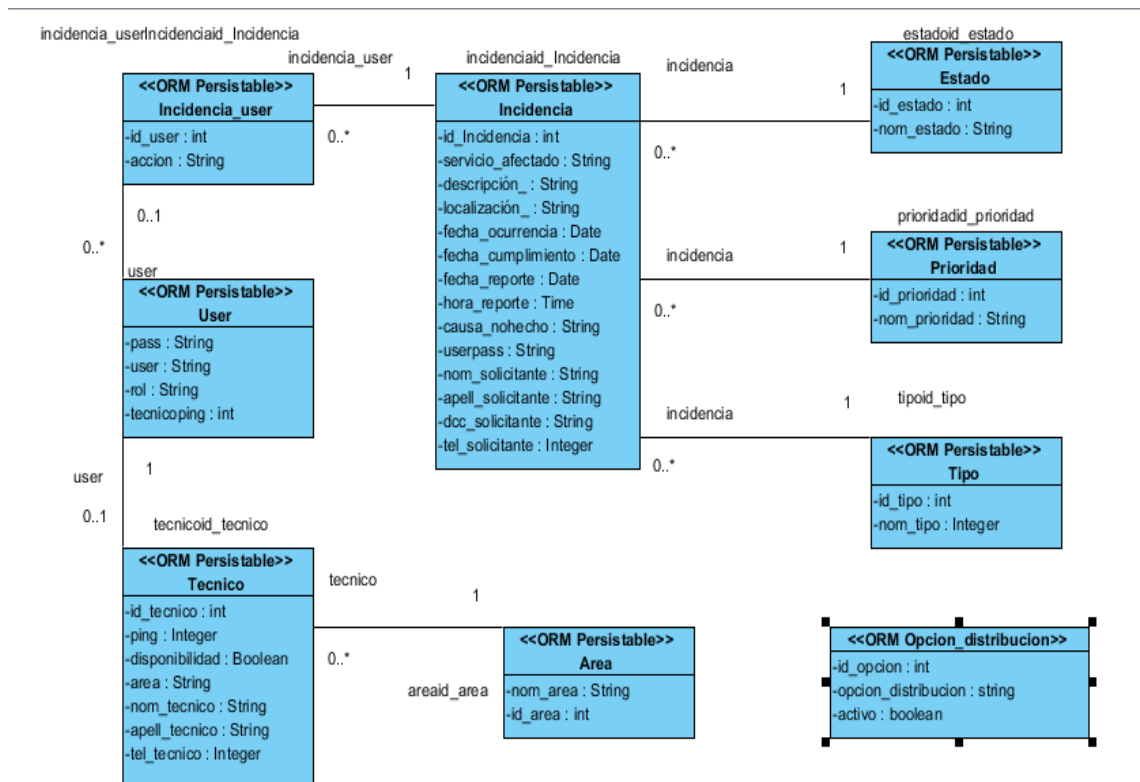 incidencia_userIncidenciaid_Incidencia
incidencia_user
1
0..*
<<ORM Persistable>>
Incidencia_user
-id_user : int
-accion : String
0..1
0..*
user
<<ORM Persistable>>
User
-pass : String
-user : String
-rol : String
-tecnicoping : int
user
1
0..1
tecnicoid_tecnico
<<ORM Persistable>>
Tecnico
-id_tecnico : int
-ping : Integer
-disponibilidad : Boolean
-area : String
-nom_tecnico : String
-apell_tecnico : String
-tel_tecnico : Integer
tecnico
1
0..*
areaid_area
<<ORM Persistable>>
Area
-nom_area : String
-id_area : int
incidenciaid_Incidencia
<<ORM Persistable>>
Incidencia
-id_Incidencia : int
-servicio_afectado : String
-descripción_ : String
-localización_ : String
-fecha_ocurrencia : Date
-fecha_cumplimiento : Date
-fecha_reporte : Date
-hora_reporte : Time
-causa_nohecho : String
-userpass : String
-nom_solicitante : String
-apell_solicitante : String
-dcc_solicitante : String
-tel_solicitante : Integer
incidencia
1
0..*
estadoid_estado
<<ORM Persistable>>
Estado
-id_estado : int
-nom_estado : String
incidencia
1
0..*
prioridadid_prioridad
<<ORM Persistable>>
Prioridad
-id_prioridad : int
-nom_prioridad : String
incidencia
1
0..*
tipoid_tipo
<<ORM Persistable>>
Tipo
-id_tipo : int
-nom_tipo : Integer
<<ORM Opcion_distribucion>>
-id_opcion : int
-opcion_distribucion : string
-activo : boolean